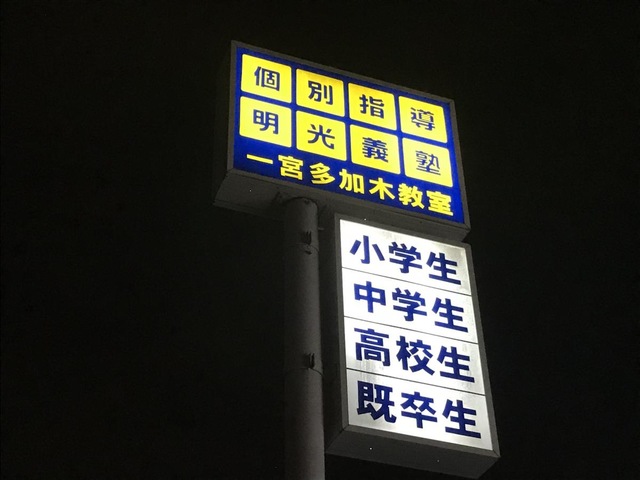 個別指導
明光義塾
一宮多加木教室
小学生
中学生
高校生
既卒生